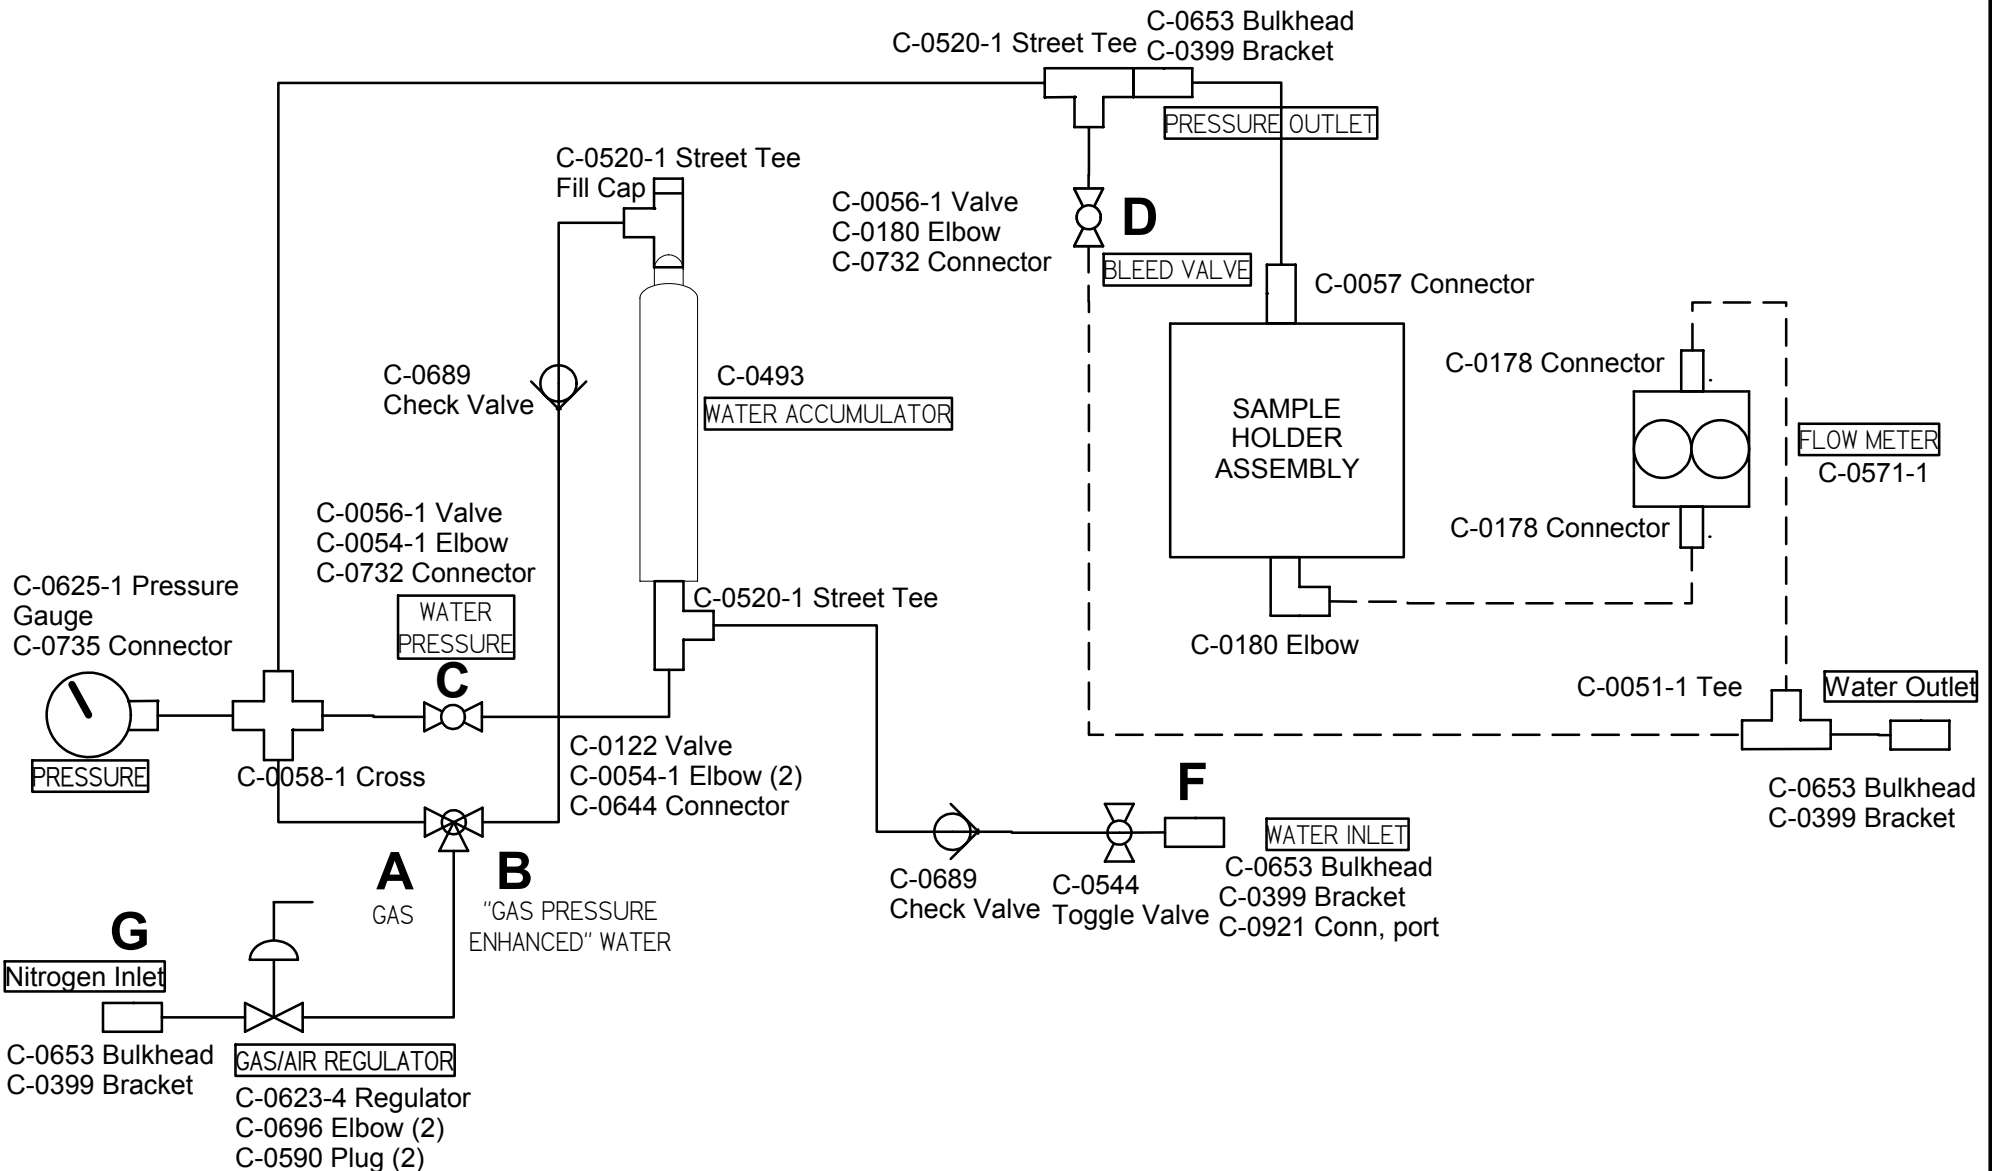 C-0653 Bulkhead
C-0520-1 Street Tee
C-0399 Bracket
PRESSURE OUTLET
C-0520-1 Street Tee
Fill Cap
C-0056-1 Valve
C-0180 Elbow
C-0732 Connector
D
BLEED VALVE
C-0057 Connector
C-0689
Check Valve
C-0493
WATER ACCUMULATOR
SAMPLE
HOLDER
ASSEMBLY
C-0178 Connector
FLOW METER
C-0571-1
C-0178 Connector
C-0056-1 Valve
C-0054-1 Elbow
C-0732 Connector
WATER
PRESSURE
C
C-0625-1 Pressure
Gauge
C-0735 Connector
PRESSURE
C-0058-1 Cross
C-0520-1 Street Tee
C-0180 Elbow
C-0051-1 Tee
Water Outlet
C-0653 Bulkhead
C-0399 Bracket
C-0122 Valve
C-0054-1 Elbow (2)
C-0644 Connector
F
WATER INLET
C-0653 Bulkhead
C-0399 Bracket
C-0921 Conn, port
C-0689
Check Valve
C-0544
Toggle Valve
A
GAS
B
"GAS PRESSURE
ENHANCED" WATER
G
Nitrogen Inlet
C-0653 Bulkhead
C-0399 Bracket
GAS/AIR REGULATOR
C-0623-4 Regulator
C-0696 Elbow (2)
C-0590 Plug (2)